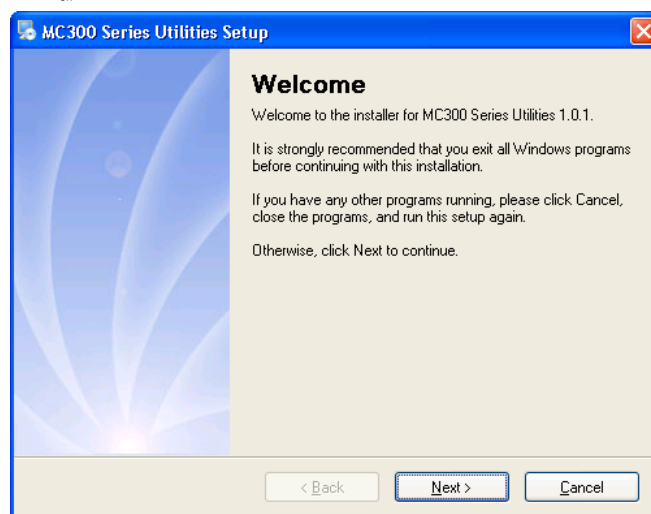 MC300 Series Utilities Setup
Welcome
Welcome to the installer for MC300 Series Utilities 1.0.1.
It is strongly recommended that you exit all Windows programs
before continuing with this installation.
If you have any other programs running, please click Cancel,
close the programs, and run this setup again.
Otherwise, click Next to continue.
< Back
Next >
Cancel